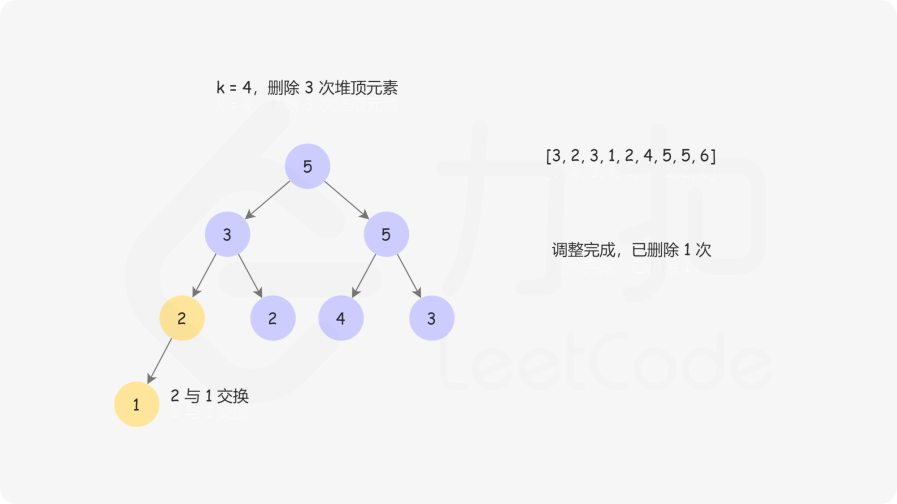 k = 4，删除 3 次堆顶元素
[3, 2, 3, 1, 2, 4, 5, 5, 6]
5
3
5
调整完成，已删除 1 次
2
2
4
3
1
2 与 1 交换
力扣
LeetCode